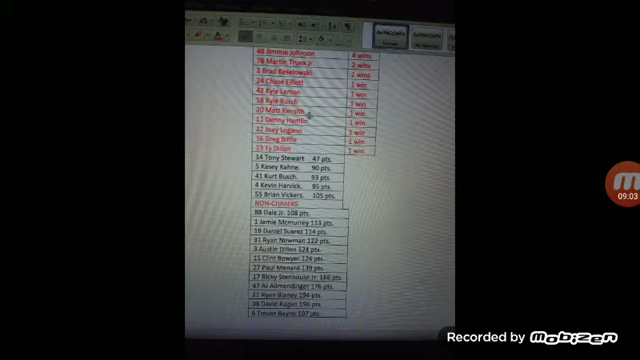 48 Jimmie Johnson 4 wins
78 Martin Truex Jr. 2 wins
2 Brad Keselowski 2 wins
24 Chase Elliott 1 win
42 Kyle Larson 1 win
18 Kyle Busch 1 win
20 Matt Kenseth 1 win
11 Denny Hamlin 1 win
22 Joey Logano 1 win
16 Greg Biffle 1 win
13 Ty Dillon 1 win
14 Tony Stewart 47 pts.
5 Kasey Kahne. 90 pts.
41 Kurt Busch. 93 pts.
4 Kevin Harvick. 95 pts.
55 Brian Vickers. 105 pts.
NON-CHASERS
88 Dale Jr. 108 pts.
1 Jamie Mcmurrey 113 pts.
19 Daniel Suarez 114 pts.
31 Ryan Newman 122 pts.
3 Austin Dillon 124 pts.
15 Clint Bowyer 124 pts.
27 Paul Menard 139 pts.
17 Ricky Stenhouse Jr. 166 pts.
47 AJ Allmendinger 176 pts.
21 Ryan Blaney 194 pts.
38 David Ragan 196 pts.
6 Trevor Bayne 197 pts.
09:03
Recorded by mobizen